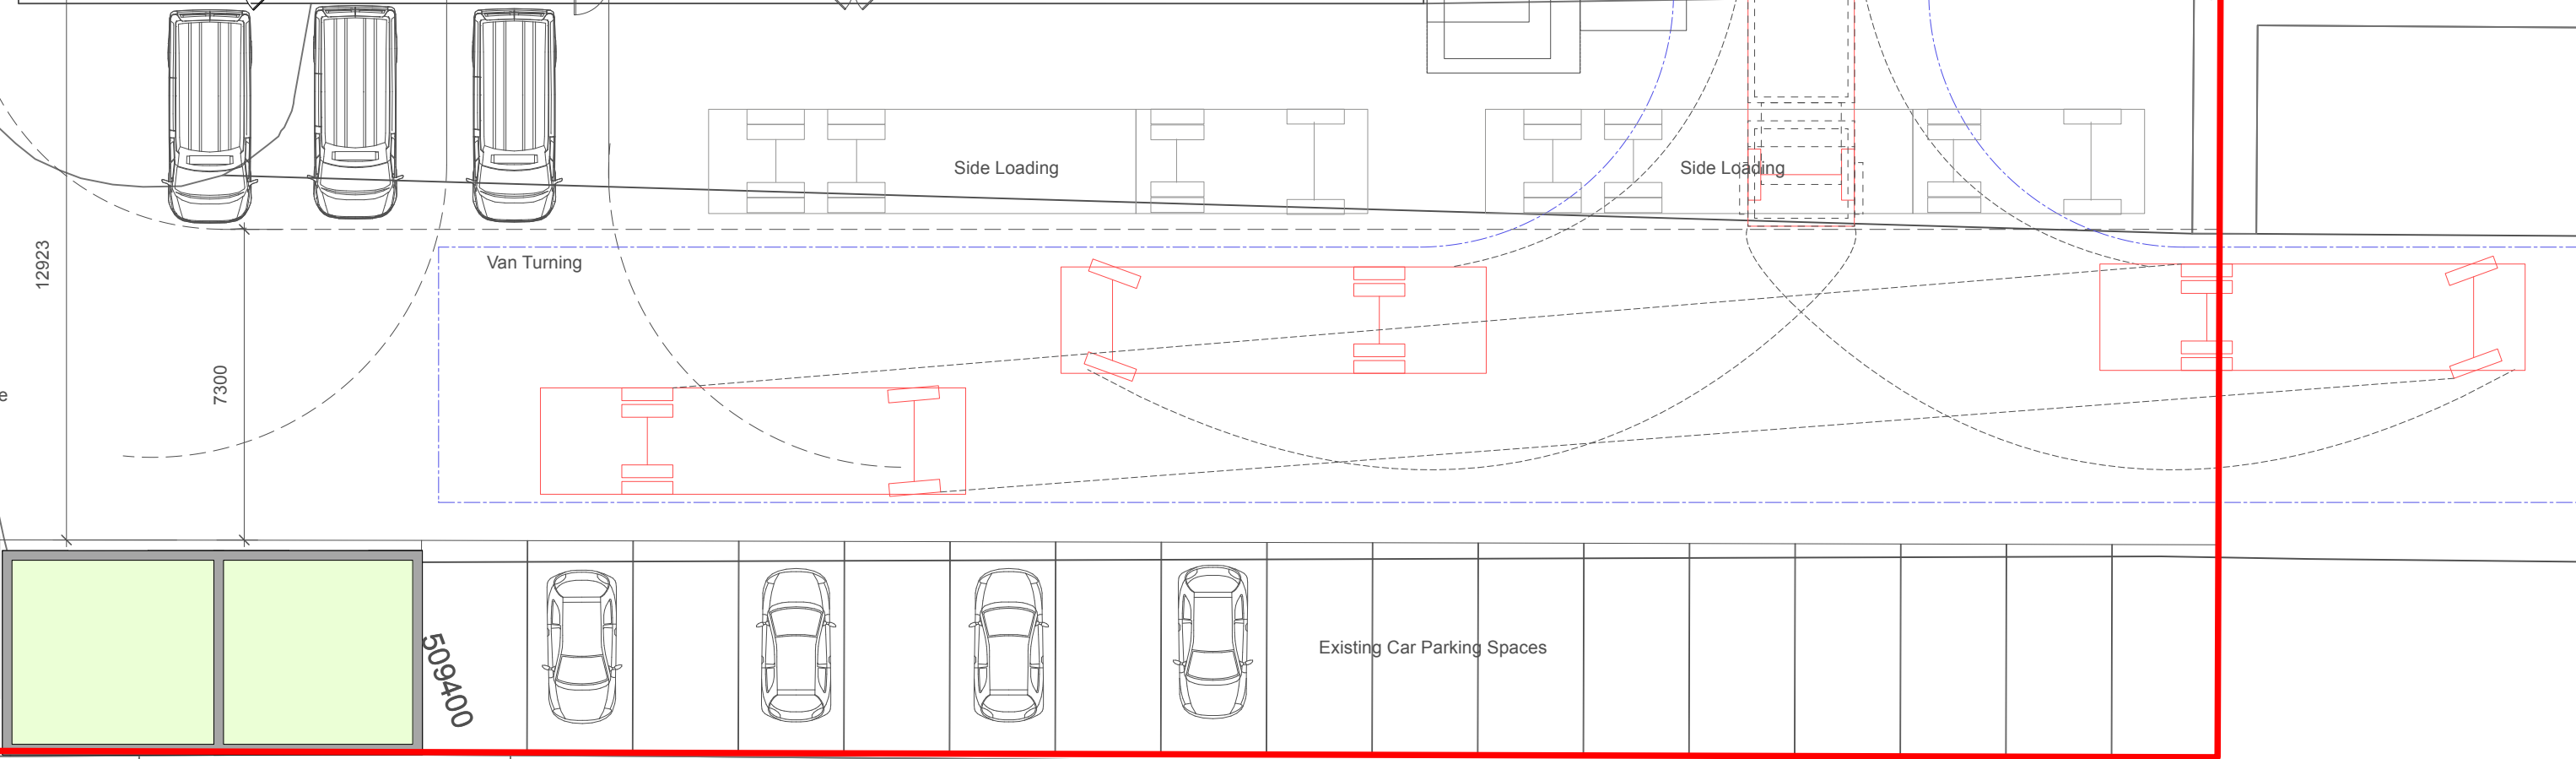 Side Loading
Side Loading
12923
Van Turning
7300
e
Existing Car Parking Spaces
509400